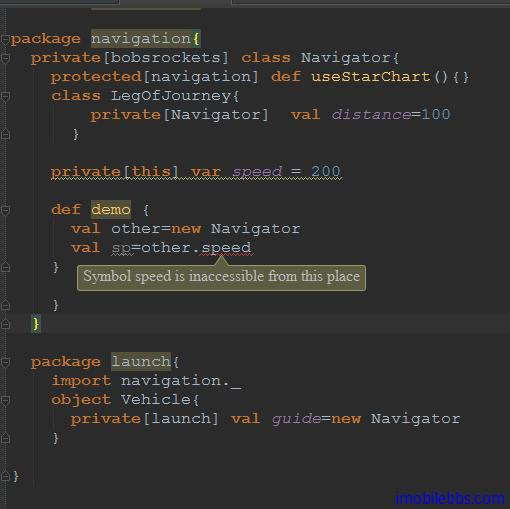 package navigation{
private[bobsrockets] class Navigator{
protected[navigation] def useStarChart(){}
class LegOfJourney{
private[Navigator]  val distance=100
}
private[this] var speed = 200
def demo {
val other=new Navigator
val sp=other.speed
}
Symbol speed is inaccessible from this place
}
}
package launch{
import navigation._
object Vehicle{
private[launch] val guide=new Navigator
}
}
imobilebbs.com